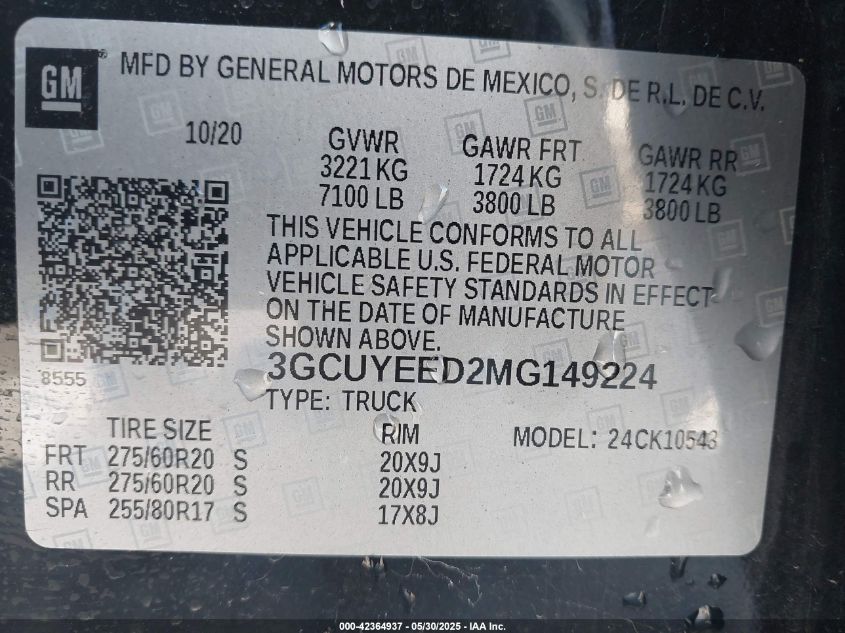 GM
MFD BY GENERAL MOTORS DE MEXICO, S. DE R.L. DE C.V.
10/20
GVWR GAWR FRT GAWR RR
3221 KG 1724 KG 1724 KG
7100 LB 3800 LB 3800 LB
THIS VEHICLE CONFORMS TO ALL
APPLICABLE U.S. FEDERAL MOTOR
VEHICLE SAFETY STANDARDS IN EFFECT
ON THE DATE OF MANUFACTURE
SHOWN ABOVE.
8555
3GCUYEED2MG149224
TYPE: TRUCK
TIRE SIZE RIM MODEL: 24CK10543
FRT 275/60R20 S 20X9J
RR 275/60R20 S 20X9J
SPA 255/80R17 S 17X8J
000-42364937 - 05/30/2025 - IAA Inc.